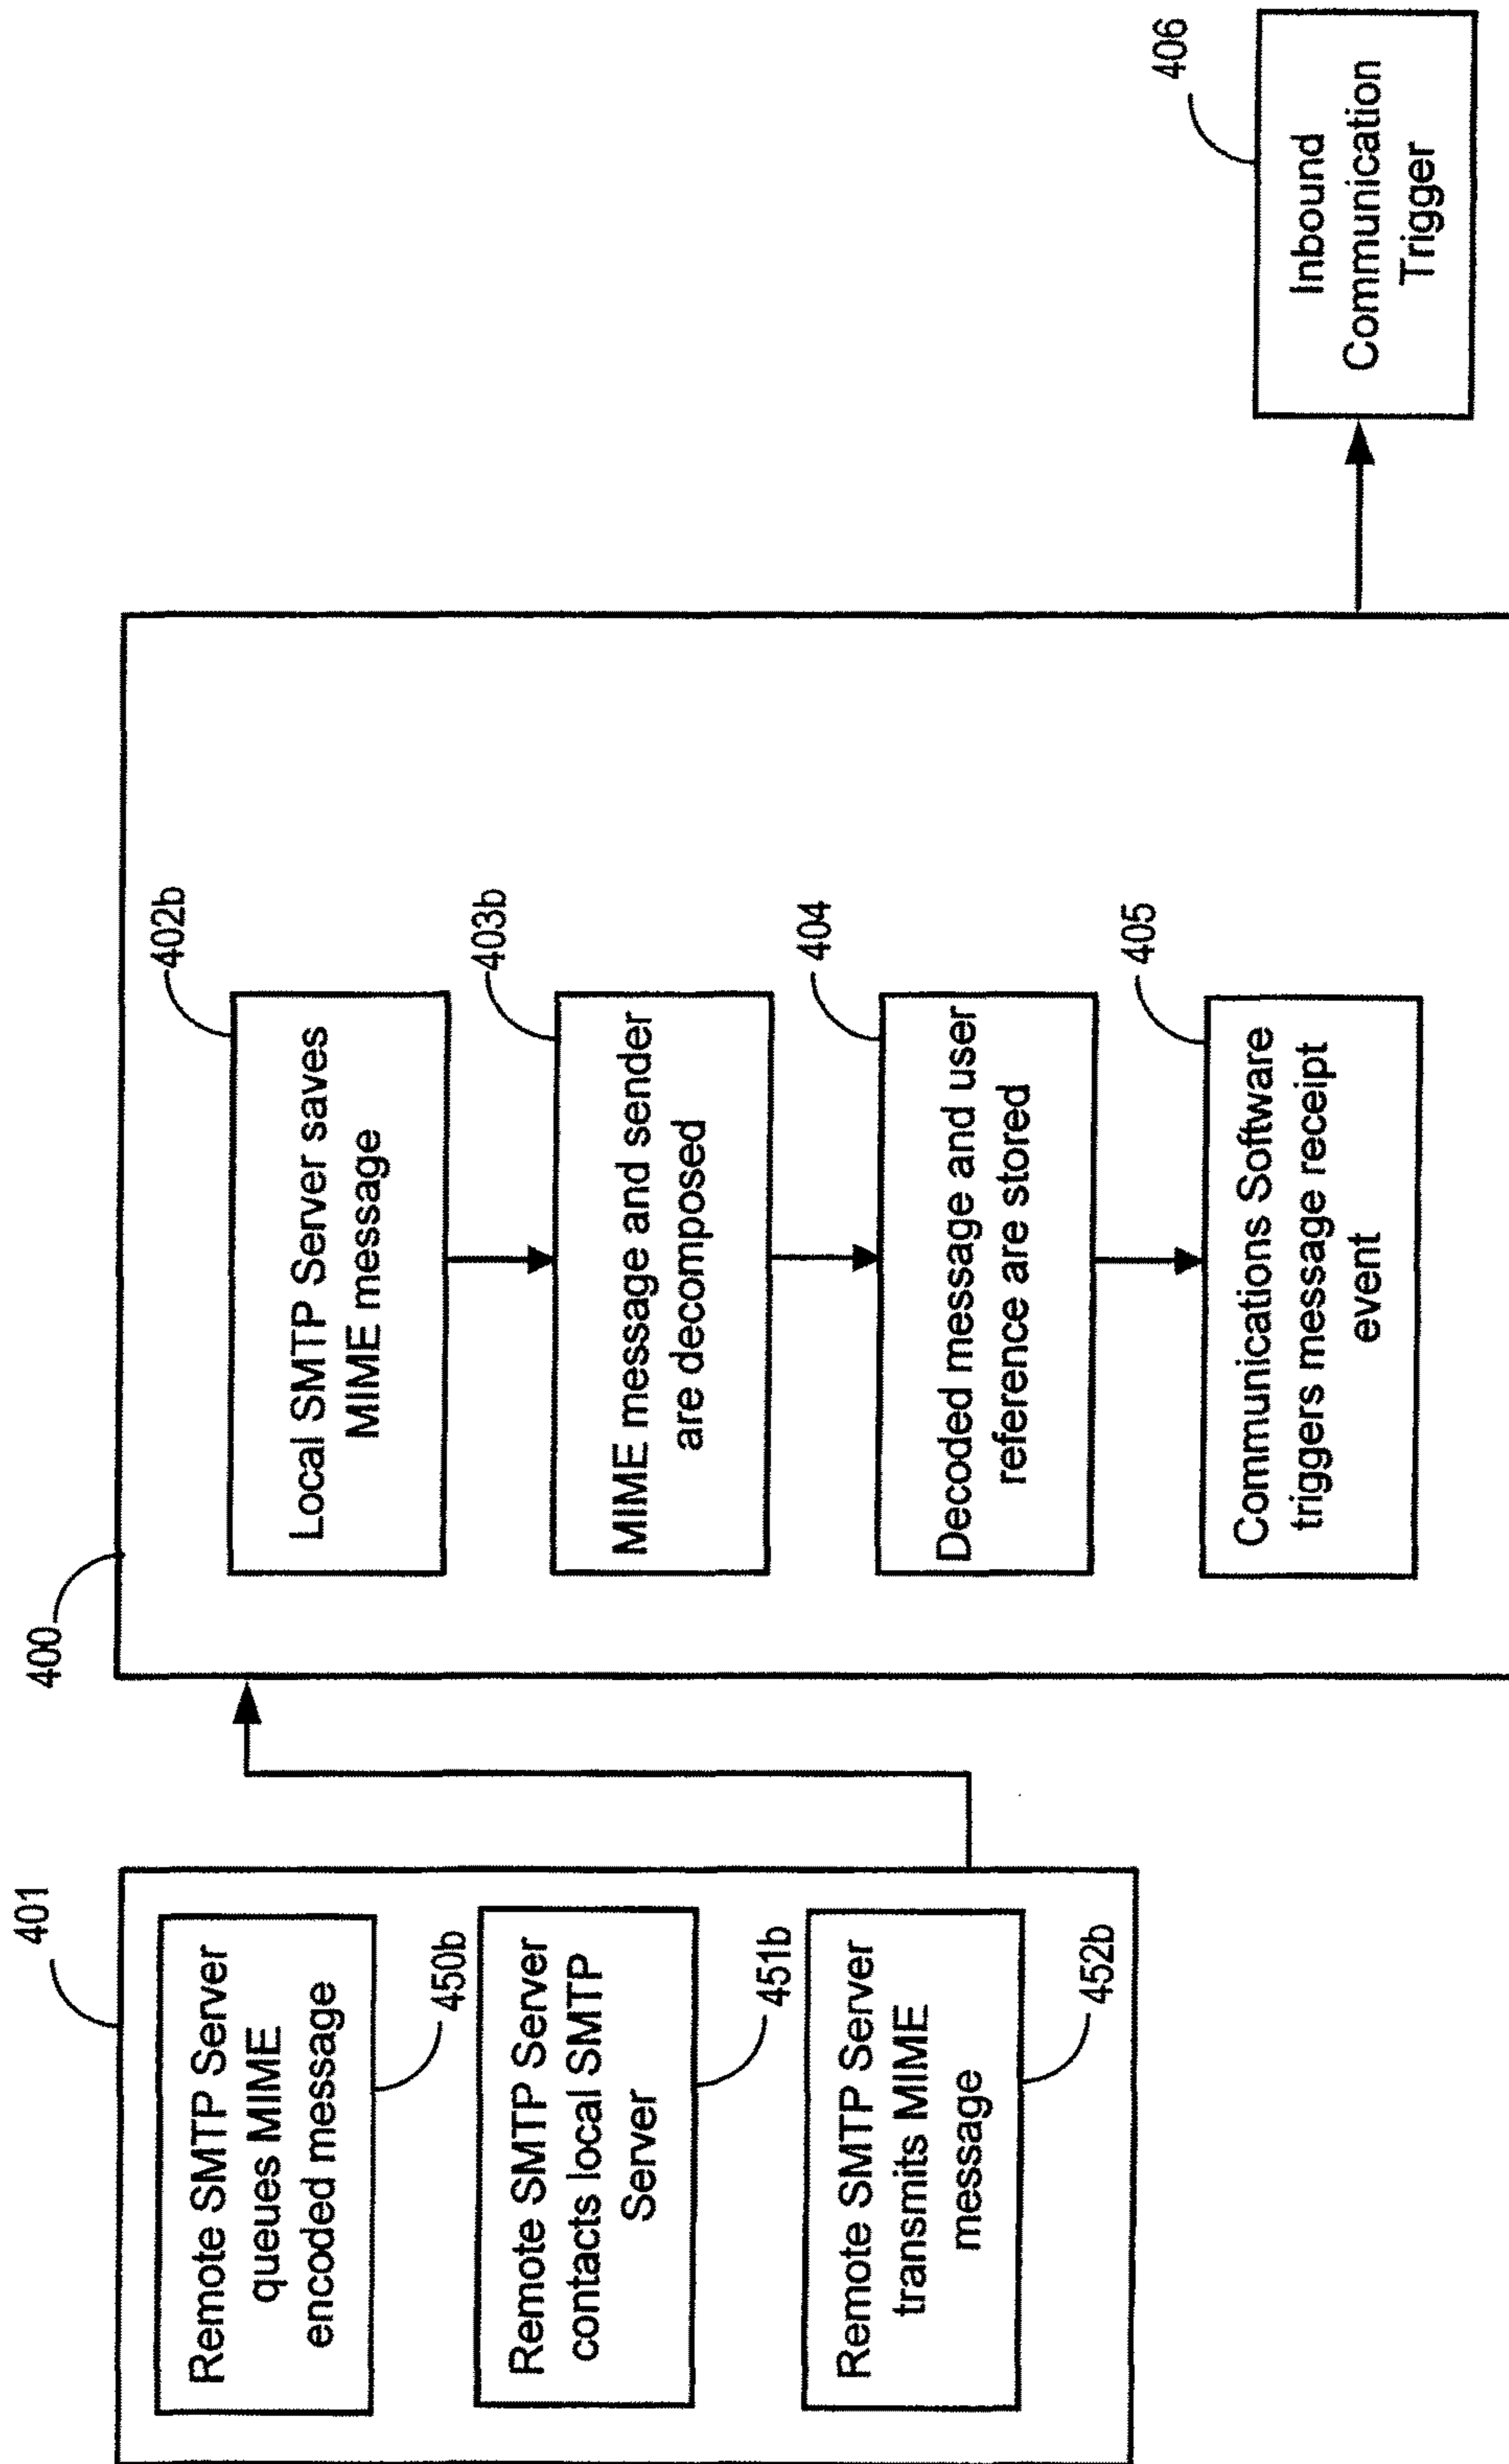 401
Remote SMTP Server
queues MIME
encoded message
450b
Remote SMTP Server
contacts local SMTP
Server
451b
Remote SMTP Server
transmits MIME
message
452b
400
Local SMTP Server saves
MIME message
402b
MIME message and sender
are decomposed
403b
Decoded message and user
reference are stored
404
Communications Software
triggers message receipt
event
405
Inbound
Communication
Trigger
406